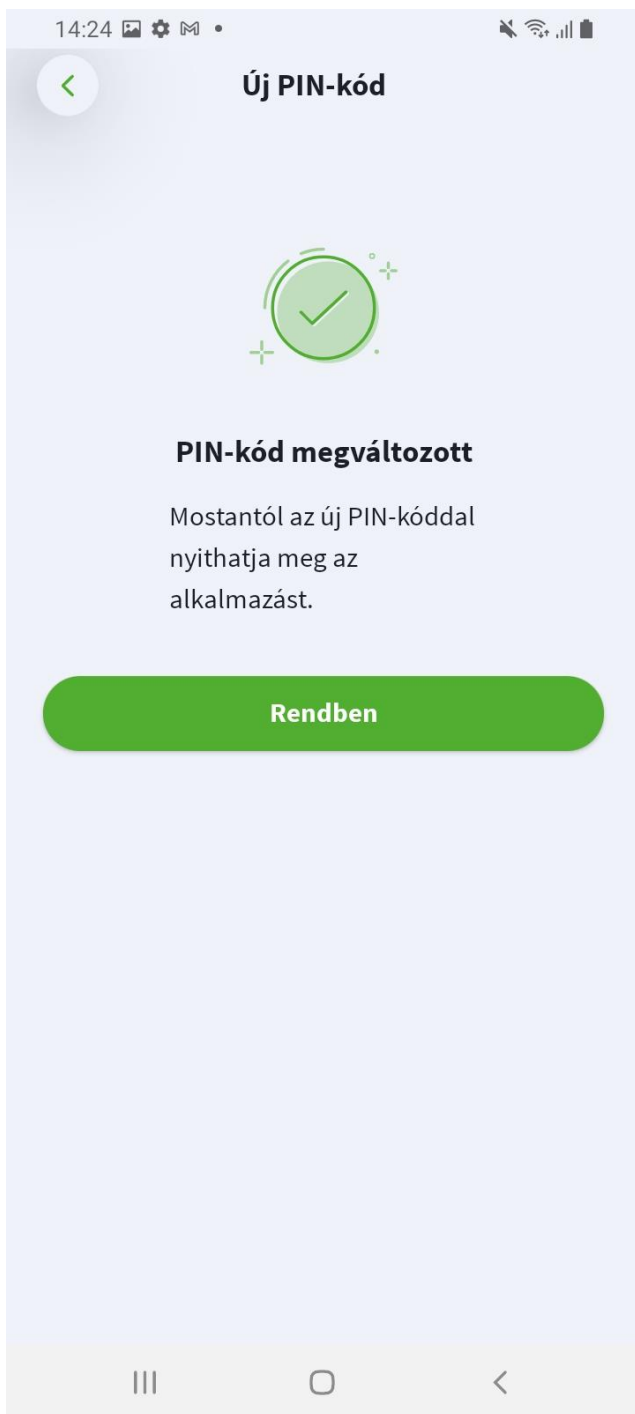 14:24
Új PIN-kód
PIN-kód megváltozott
Mostantól az új PIN-kóddal
nyithatja meg az
alkalmazást.
Rendben